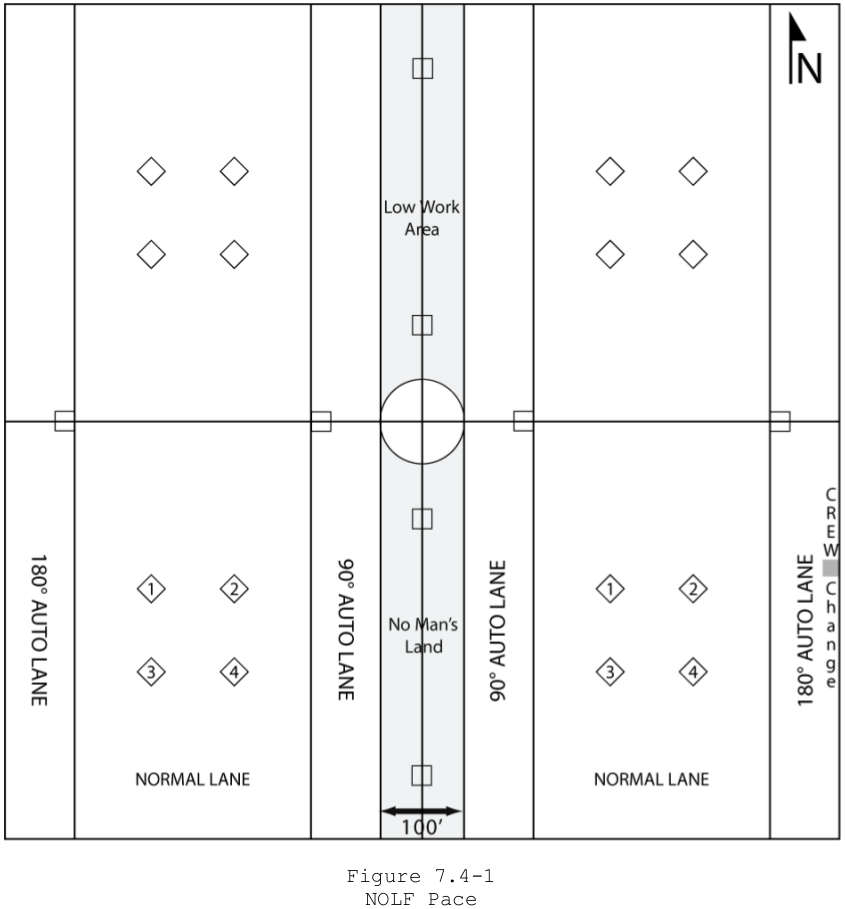 N
Low Work
Area
180° AUTO LANE
1
2
3
4
NORMAL LANE
90° AUTO LANE
No Man's
Land
100'
90° AUTO LANE
1
2
3
4
NORMAL LANE
180° AUTO LANE
CREW Change
Figure 7.4-1
NOLF Pace